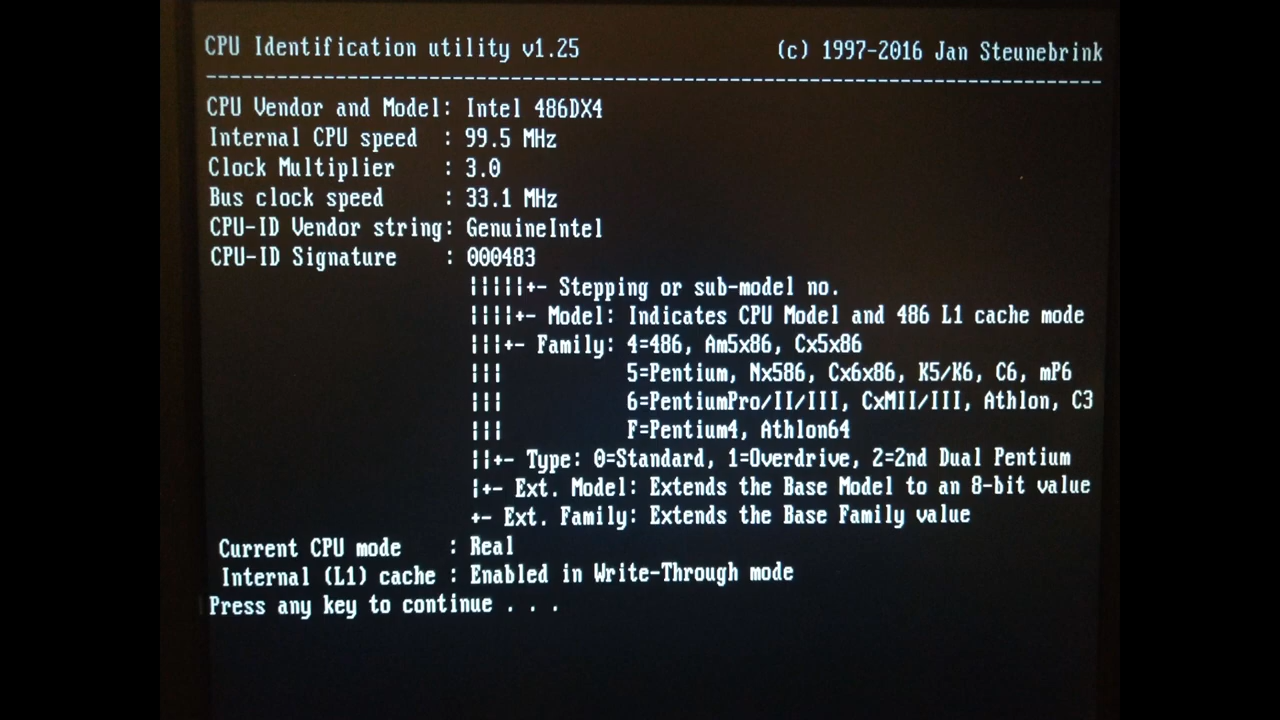 CPU Identification utility v1.25 (c) 1997-2016 Jan Steunebrink
--------------------------------------------------------------------------------
CPU Vendor and Model: Intel 486DX4
Internal CPU speed : 99.5 MHz
Clock Multiplier : 3.0
Bus clock speed : 33.1 MHz
CPU-ID Vendor string: GenuineIntel
CPU-ID Signature : 000483
|||||+- Stepping or sub-model no.
||||+- Model: Indicates CPU Model and 486 L1 cache mode
|||+- Family: 4=486, Am5x86, Cx5x86
||| 5=Pentium, Nx586, Cx6x86, K5/K6, C6, mP6
||| 6=PentiumPro/II/III, CxMII/III, Athlon, C3
||| F=Pentium4, Athlon64
||+- Type: 0=Standard, 1=Overdrive, 2=2nd Dual Pentium
|+- Ext. Model: Extends the Base Model to an 8-bit value
+- Ext. Family: Extends the Base Family value
Current CPU mode : Real
Internal (L1) cache : Enabled in Write-Through mode
Press any key to continue . . .